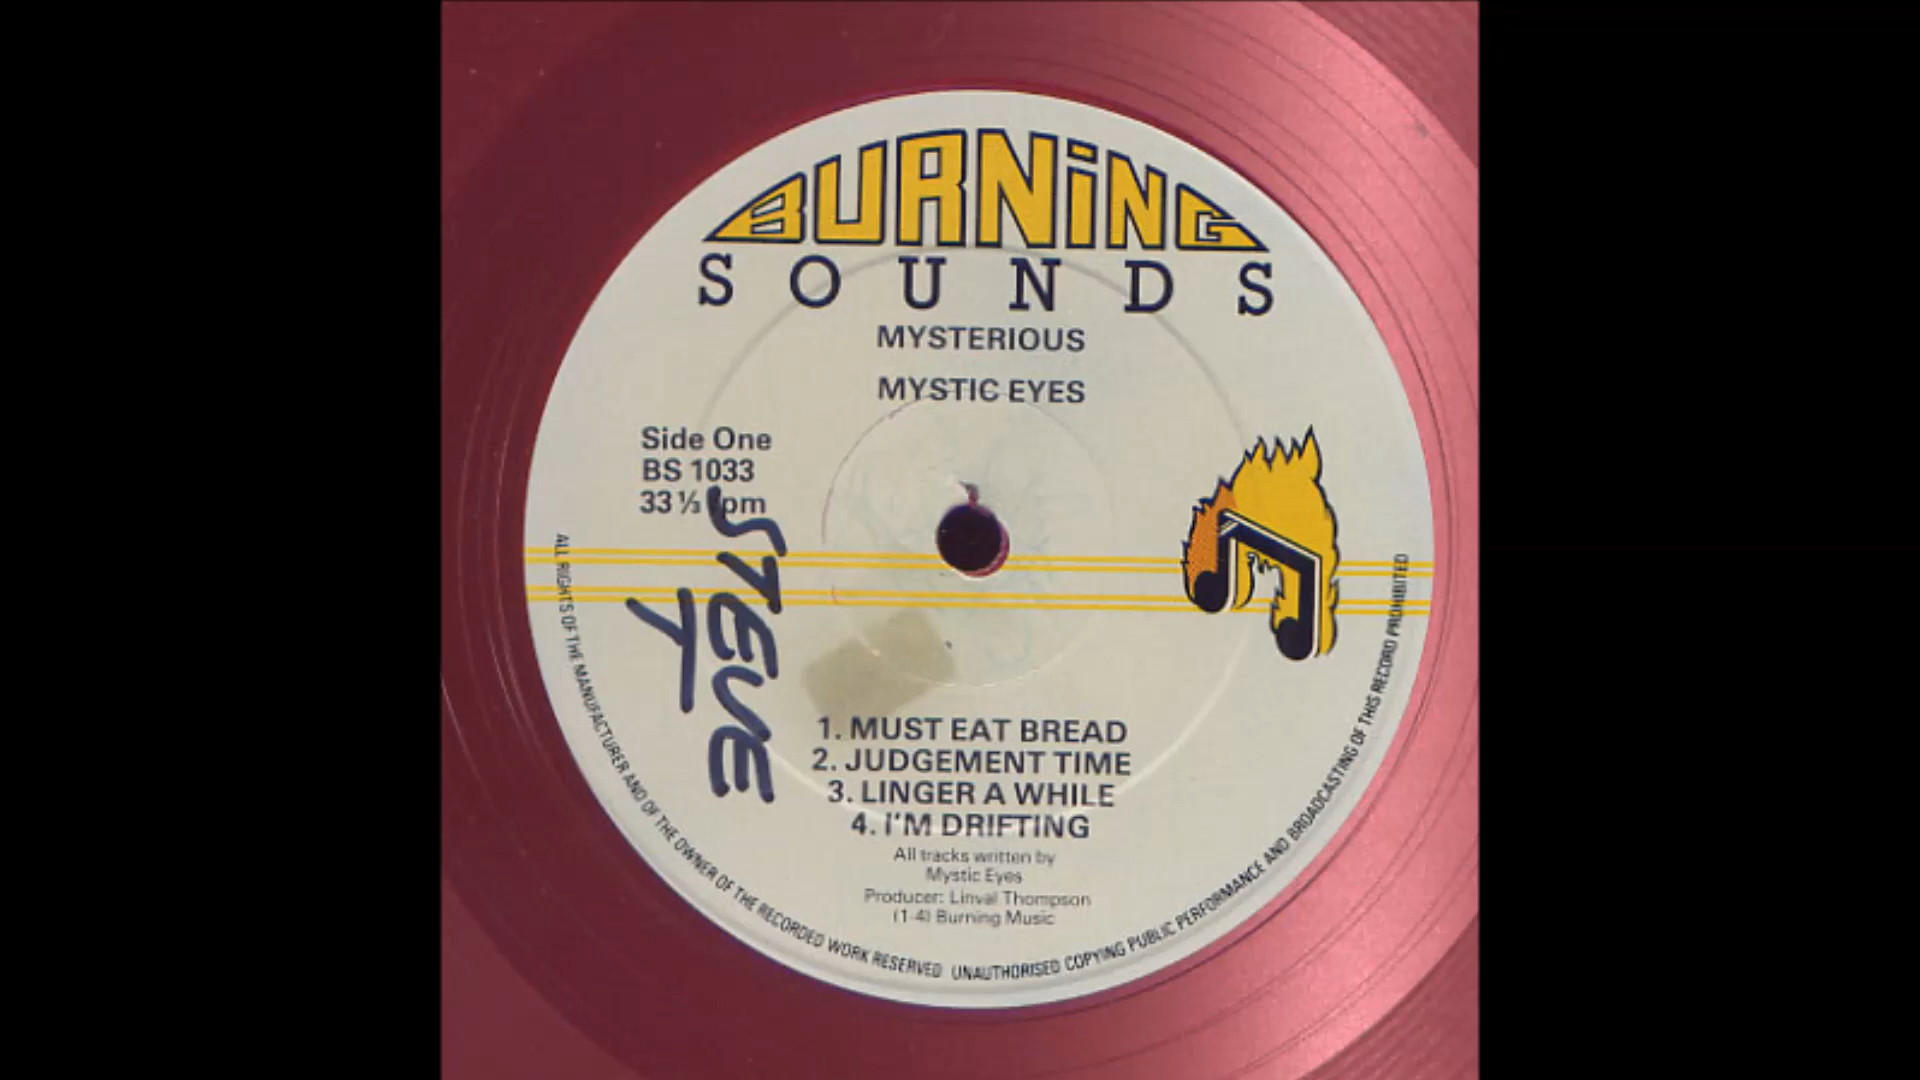 BURNiNG
SOUNDS
MYSTERIOUS
MYSTIC EYES
Side One
BS 1033
33⅓ rpm
STEVE
T
1. MUST EAT BREAD
2. JUDGEMENT TIME
3. LINGER A WHILE
4. I'M DRIFTING
All tracks written by
Mystic Eyes
Producer: Linval Thompson
(1-4) Burning Music
ALL RIGHTS OF THE MANUFACTURER AND OF THE OWNER OF THE RECORDED WORK RESERVED UNAUTHORISED COPYING PUBLIC PERFORMANCE AND BROADCASTING OF THIS RECORD PROHIBITED